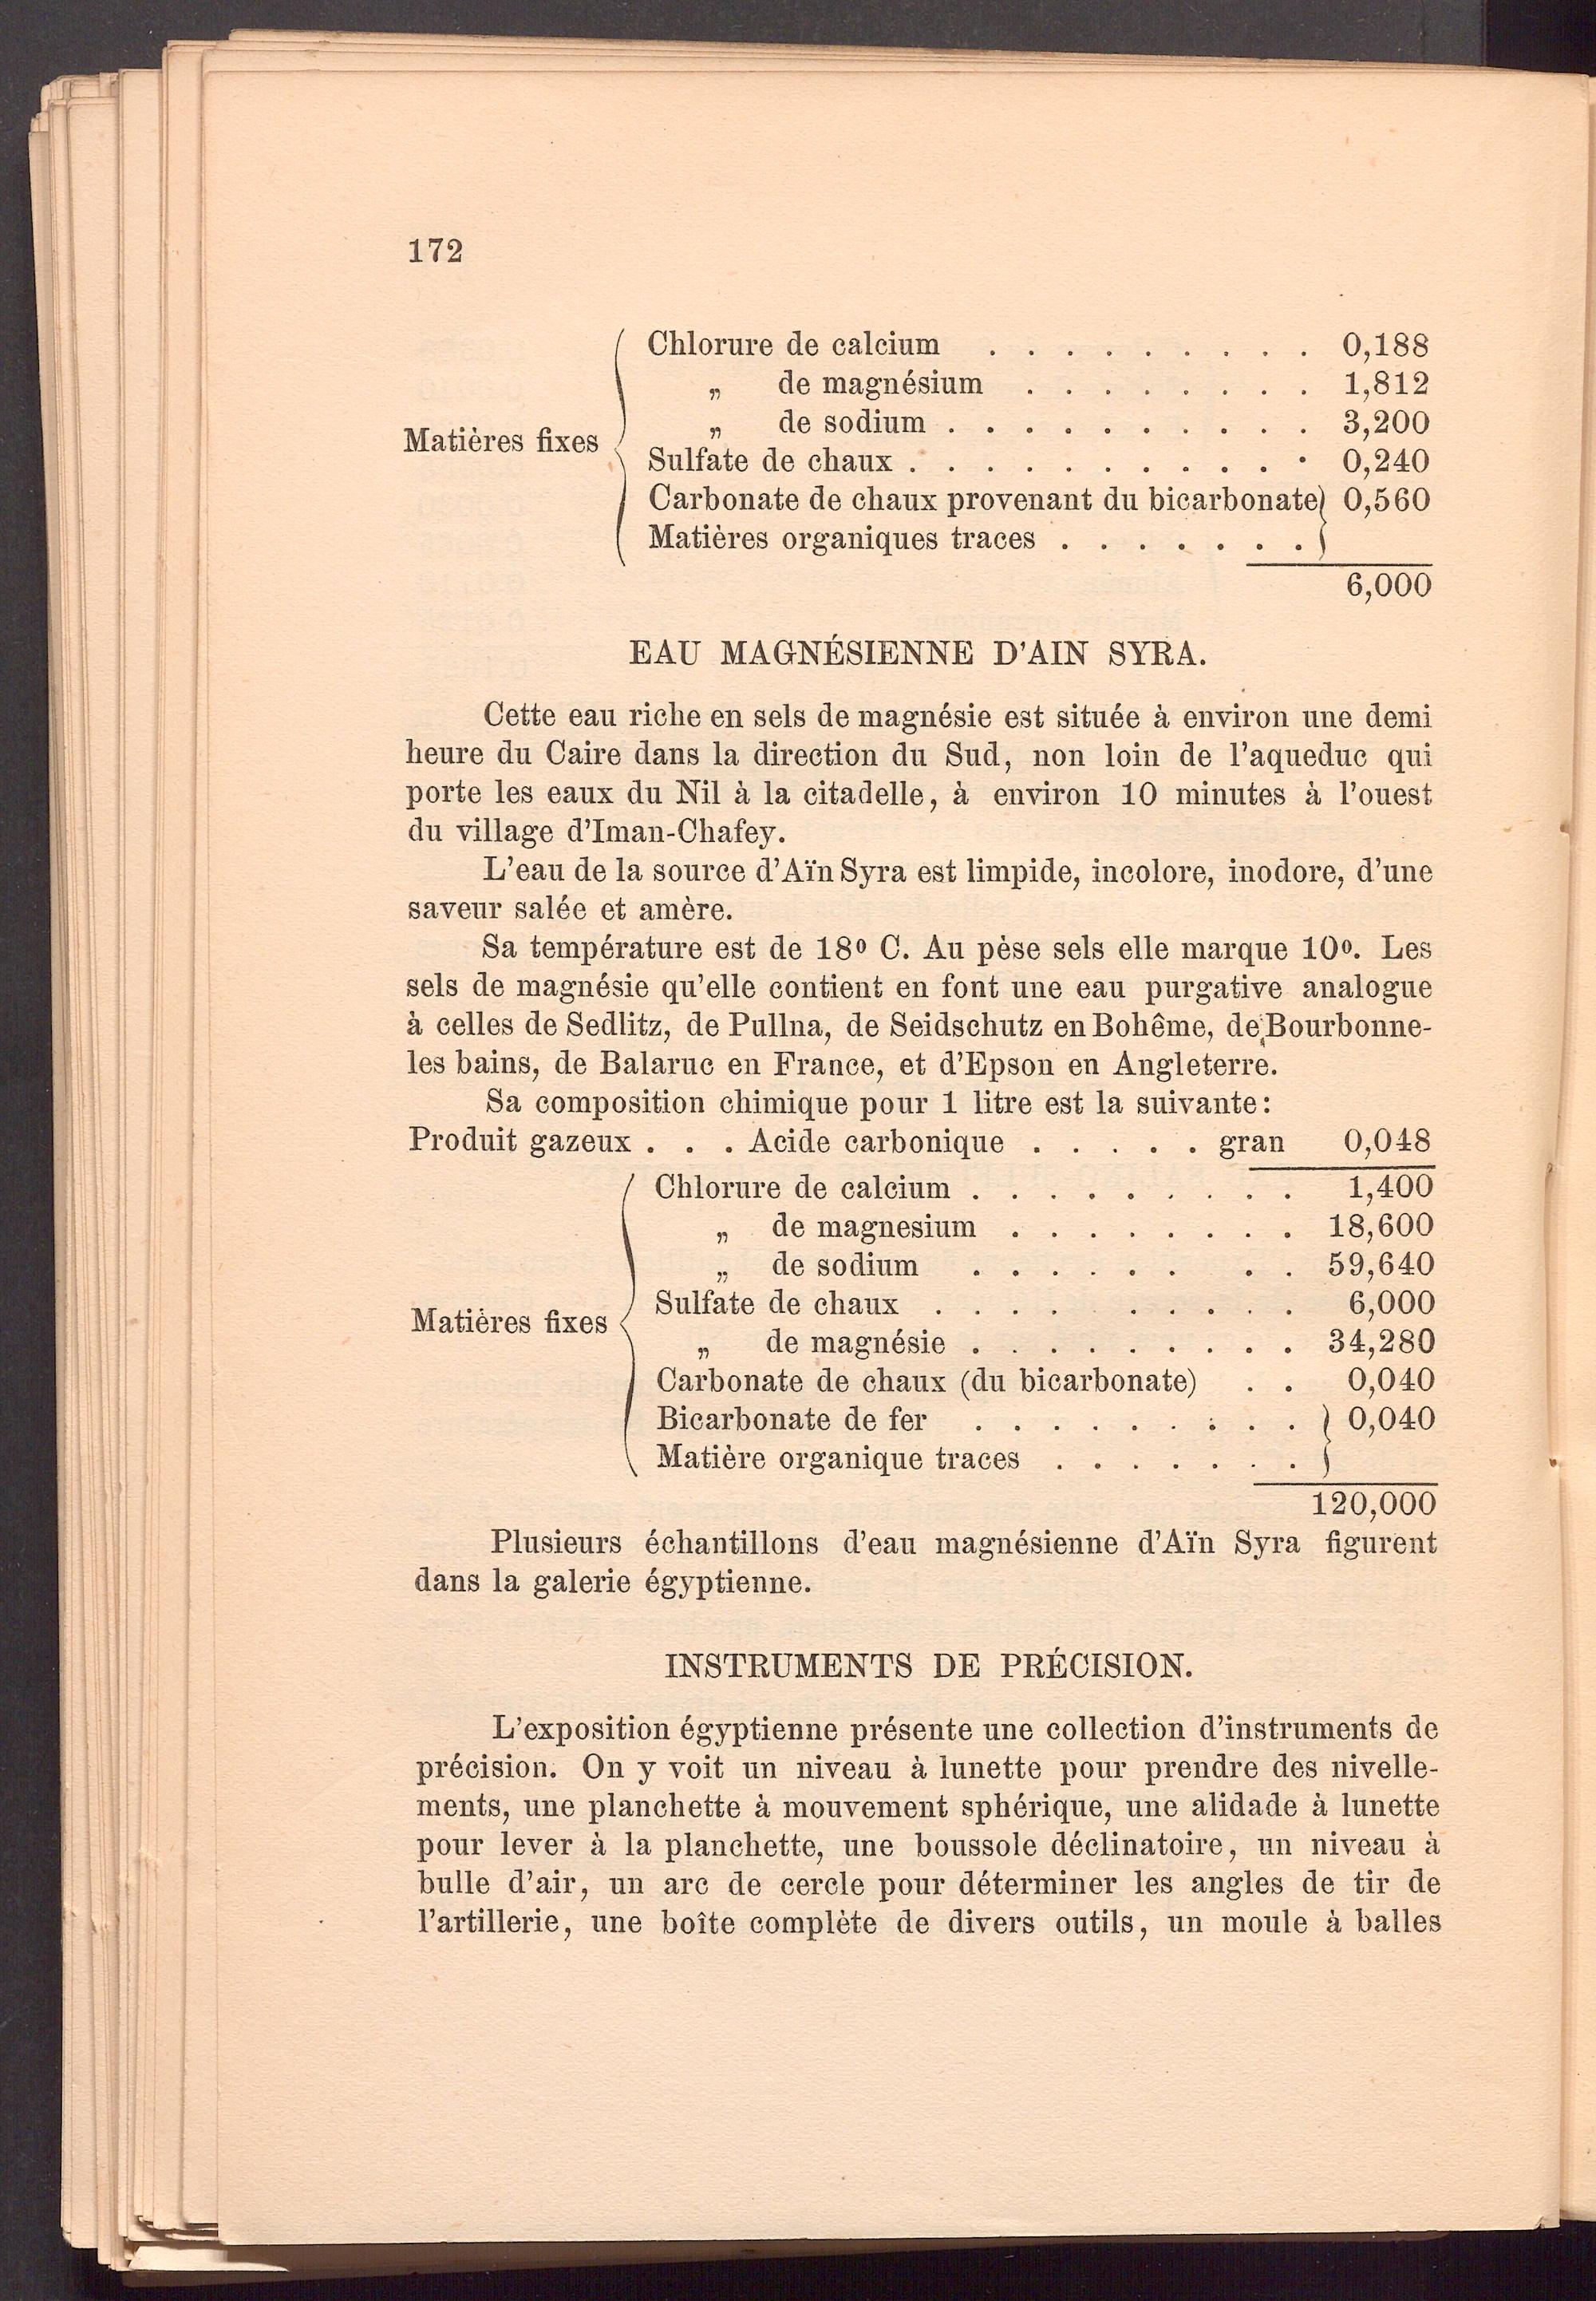 172
Chlorure de calcium . . . . . . . . . 0,188
„ de magnésium . . . . . . . . 1,812
„ de sodium . . . . . . . . . . 3,200
Matières fixes
Sulfate de chaux . . . . . . . . . . . 0,240
Carbonate de chaux provenant du bicarbonate 0,560
Matières organiques traces . . . . . . .
6,000
EAU MAGNÉSIENNE D'AIN SYRA.
Cette eau riche en sels de magnésie est située à environ une demi
heure du Caire dans la direction du Sud, non loin de l'aqueduc qui
porte les eaux du Nil à la citadelle, à environ 10 minutes à l'ouest
du village d'Iman-Chafey.
L'eau de la source d'Aïn Syra est limpide, incolore, inodore, d'une
saveur salée et amère.
Sa température est de 18º C. Au pèse sels elle marque 10º. Les
sels de magnésie qu'elle contient en font une eau purgative analogue
à celles de Sedlitz, de Pullna, de Seidschutz en Bohême, de Bourbonne-
les bains, de Balaruc en France, et d'Epson en Angleterre.
Sa composition chimique pour 1 litre est la suivante:
Produit gazeux . . . Acide carbonique . . . . . gran 0,048
Chlorure de calcium . . . . . . . . . 1,400
„ de magnesium . . . . . . . . 18,600
„ de sodium . . . . . . . . 59,640
Sulfate de chaux . . . . . . . . . 6,000
Matières fixes
„ de magnésie . . . . . . . . . 34,280
Carbonate de chaux (du bicarbonate) . . 0,040
Bicarbonate de fer . . . . . . . . . 0,040
Matière organique traces . . . . . . .
120,000
Plusieurs échantillons d'eau magnésienne d'Aïn Syra figurent
dans la galerie égyptienne.
INSTRUMENTS DE PRÉCISION.
L'exposition égyptienne présente une collection d'instruments de
précision. On y voit un niveau à lunette pour prendre des nivelle-
ments, une planchette à mouvement sphérique, une alidade à lunette
pour lever à la planchette, une boussole déclinatoire, un niveau à
bulle d'air, un arc de cercle pour déterminer les angles de tir de
l'artillerie, une boîte complète de divers outils, un moule à balles